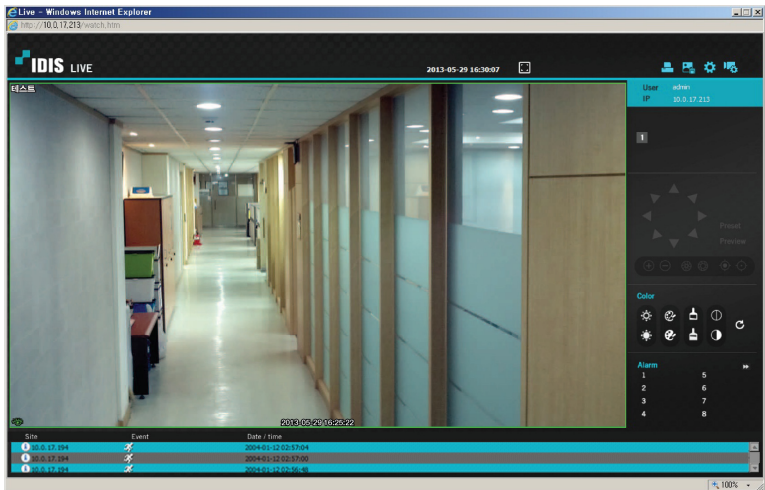 Live - Windows Internet Explorer
http://10.0.17.213/watch.htm
IDIS LIVE
2013-05-29 16:30:07
User admin
IP 10.0.17.213
테스트
1
Preset
Preview
Color
Alarm
1 5
2 6
3 7
4 8
2013-05-29 16:25:22
Site Event Date / time
10.0.17.194 2004-01-12 02:57:04
10.0.17.194 2004-01-12 02:57:00
10.0.17.194 2004-01-12 02:56:48
100%